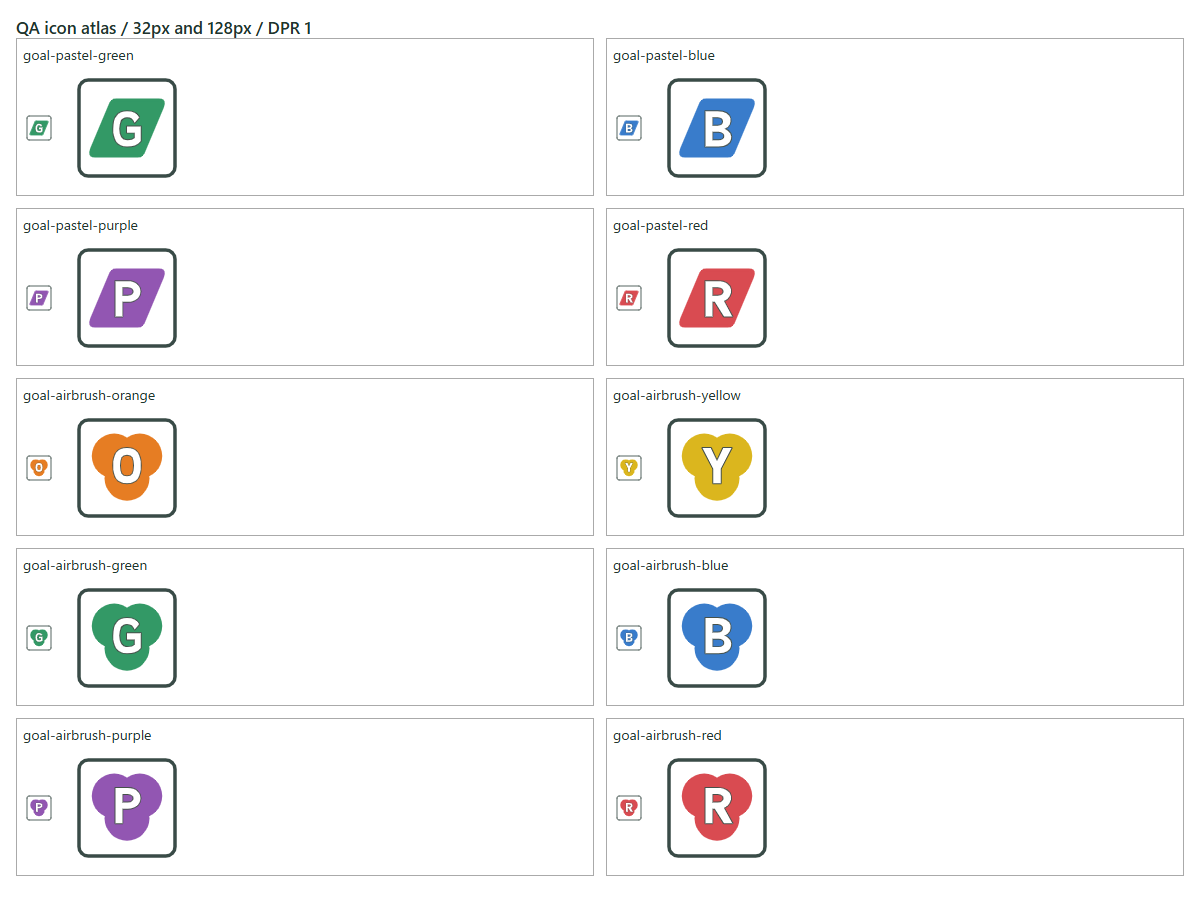 QA icon atlas / 32px and 128px / DPR 1
goal-pastel-green
G G
goal-pastel-blue
B B
goal-pastel-purple
P P
goal-pastel-red
R R
goal-airbrush-orange
O O
goal-airbrush-yellow
Y Y
goal-airbrush-green
G G
goal-airbrush-blue
B B
goal-airbrush-purple
P P
goal-airbrush-red
R R